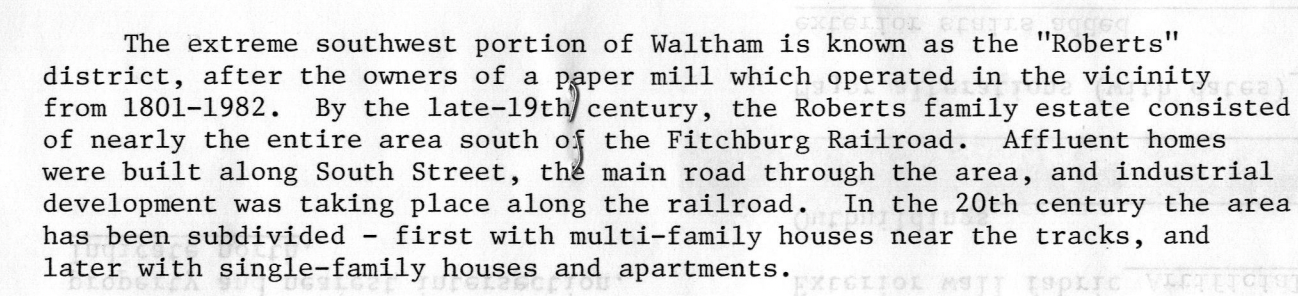 The extreme southwest portion of Waltham is known as the "Roberts"
district, after the owners of a paper mill which operated in the vicinity
from 1801-1982. By the late-19th century, the Roberts family estate consisted
of nearly the entire area south of the Fitchburg Railroad. Affluent homes
were built along South Street, the main road through the area, and industrial
development was taking place along the railroad. In the 20th century the area
has been subdivided - first with multi-family houses near the tracks, and
later with single-family houses and apartments.